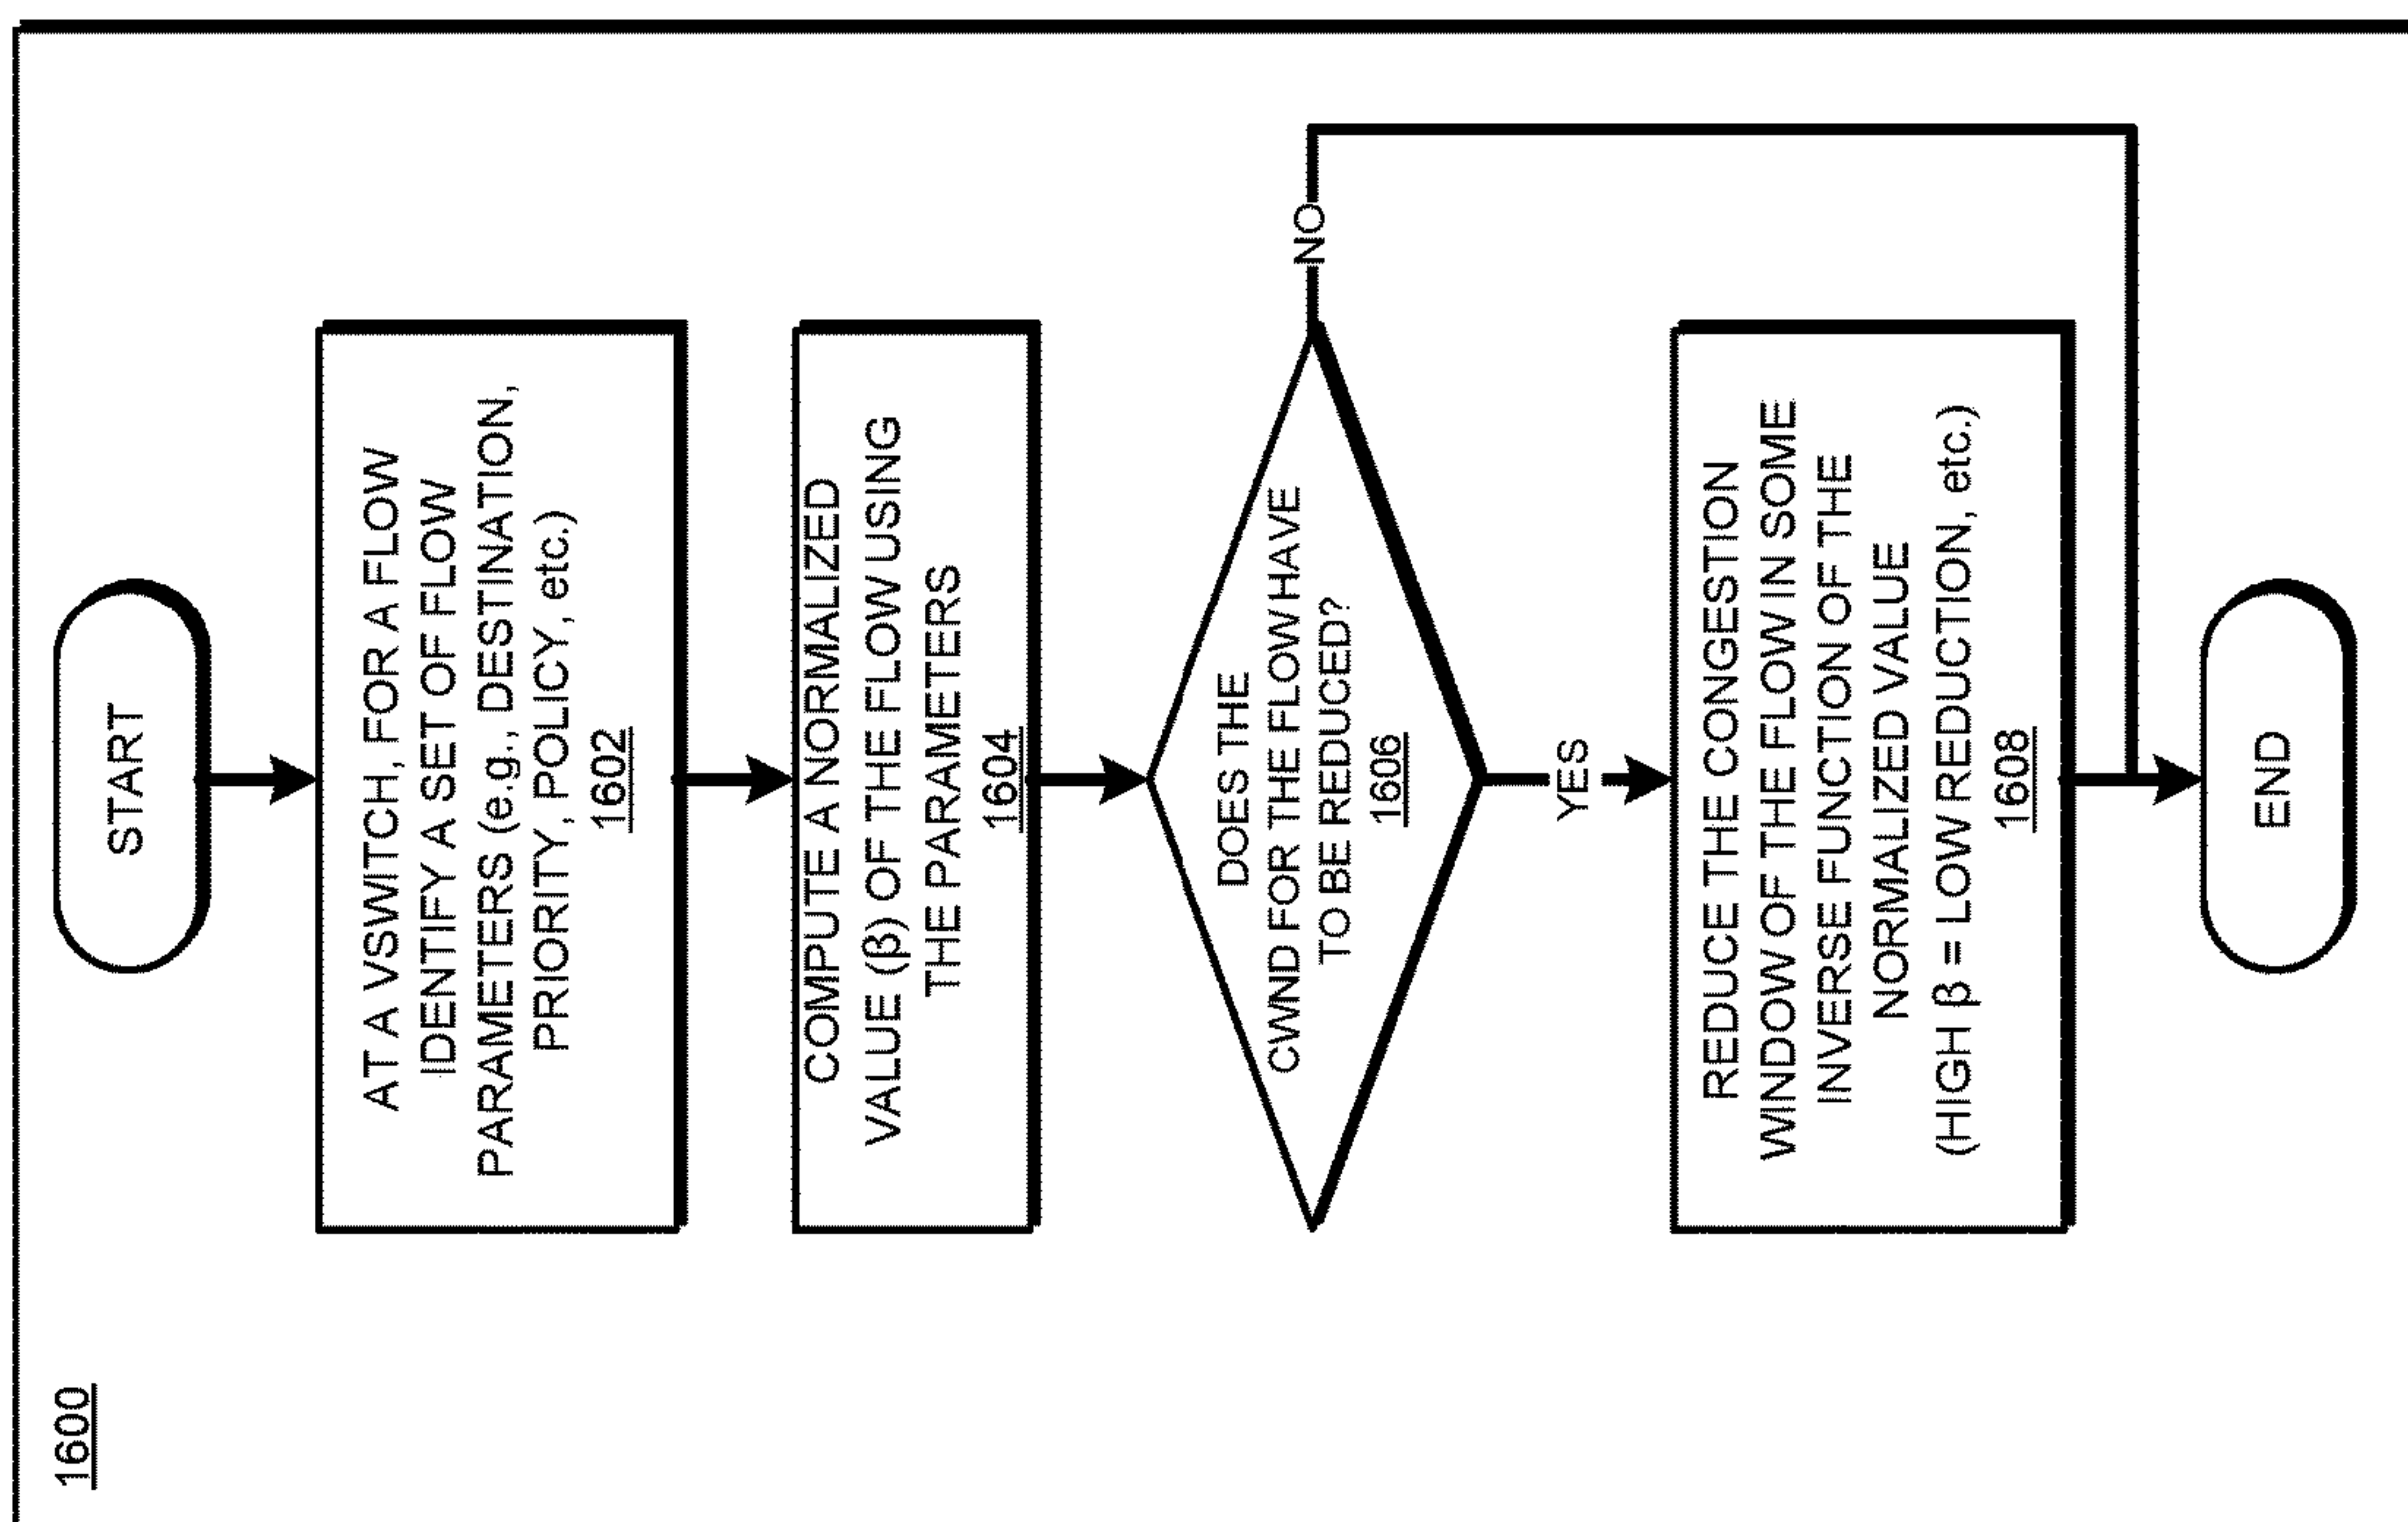 1600
START
AT A VSWITCH, FOR A FLOW
IDENTIFY A SET OF FLOW
PARAMETERS (e.g., DESTINATION,
PRIORITY, POLICY, etc.)
1602
COMPUTE A NORMALIZED
VALUE (β) OF THE FLOW USING
THE PARAMETERS
1604
DOES THE
CWND FOR THE FLOW HAVE
TO BE REDUCED?
1606
NO
YES
REDUCE THE CONGESTION
WINDOW OF THE FLOW IN SOME
INVERSE FUNCTION OF THE
NORMALIZED VALUE
(HIGH β = LOW REDUCTION, etc.)
1608
END